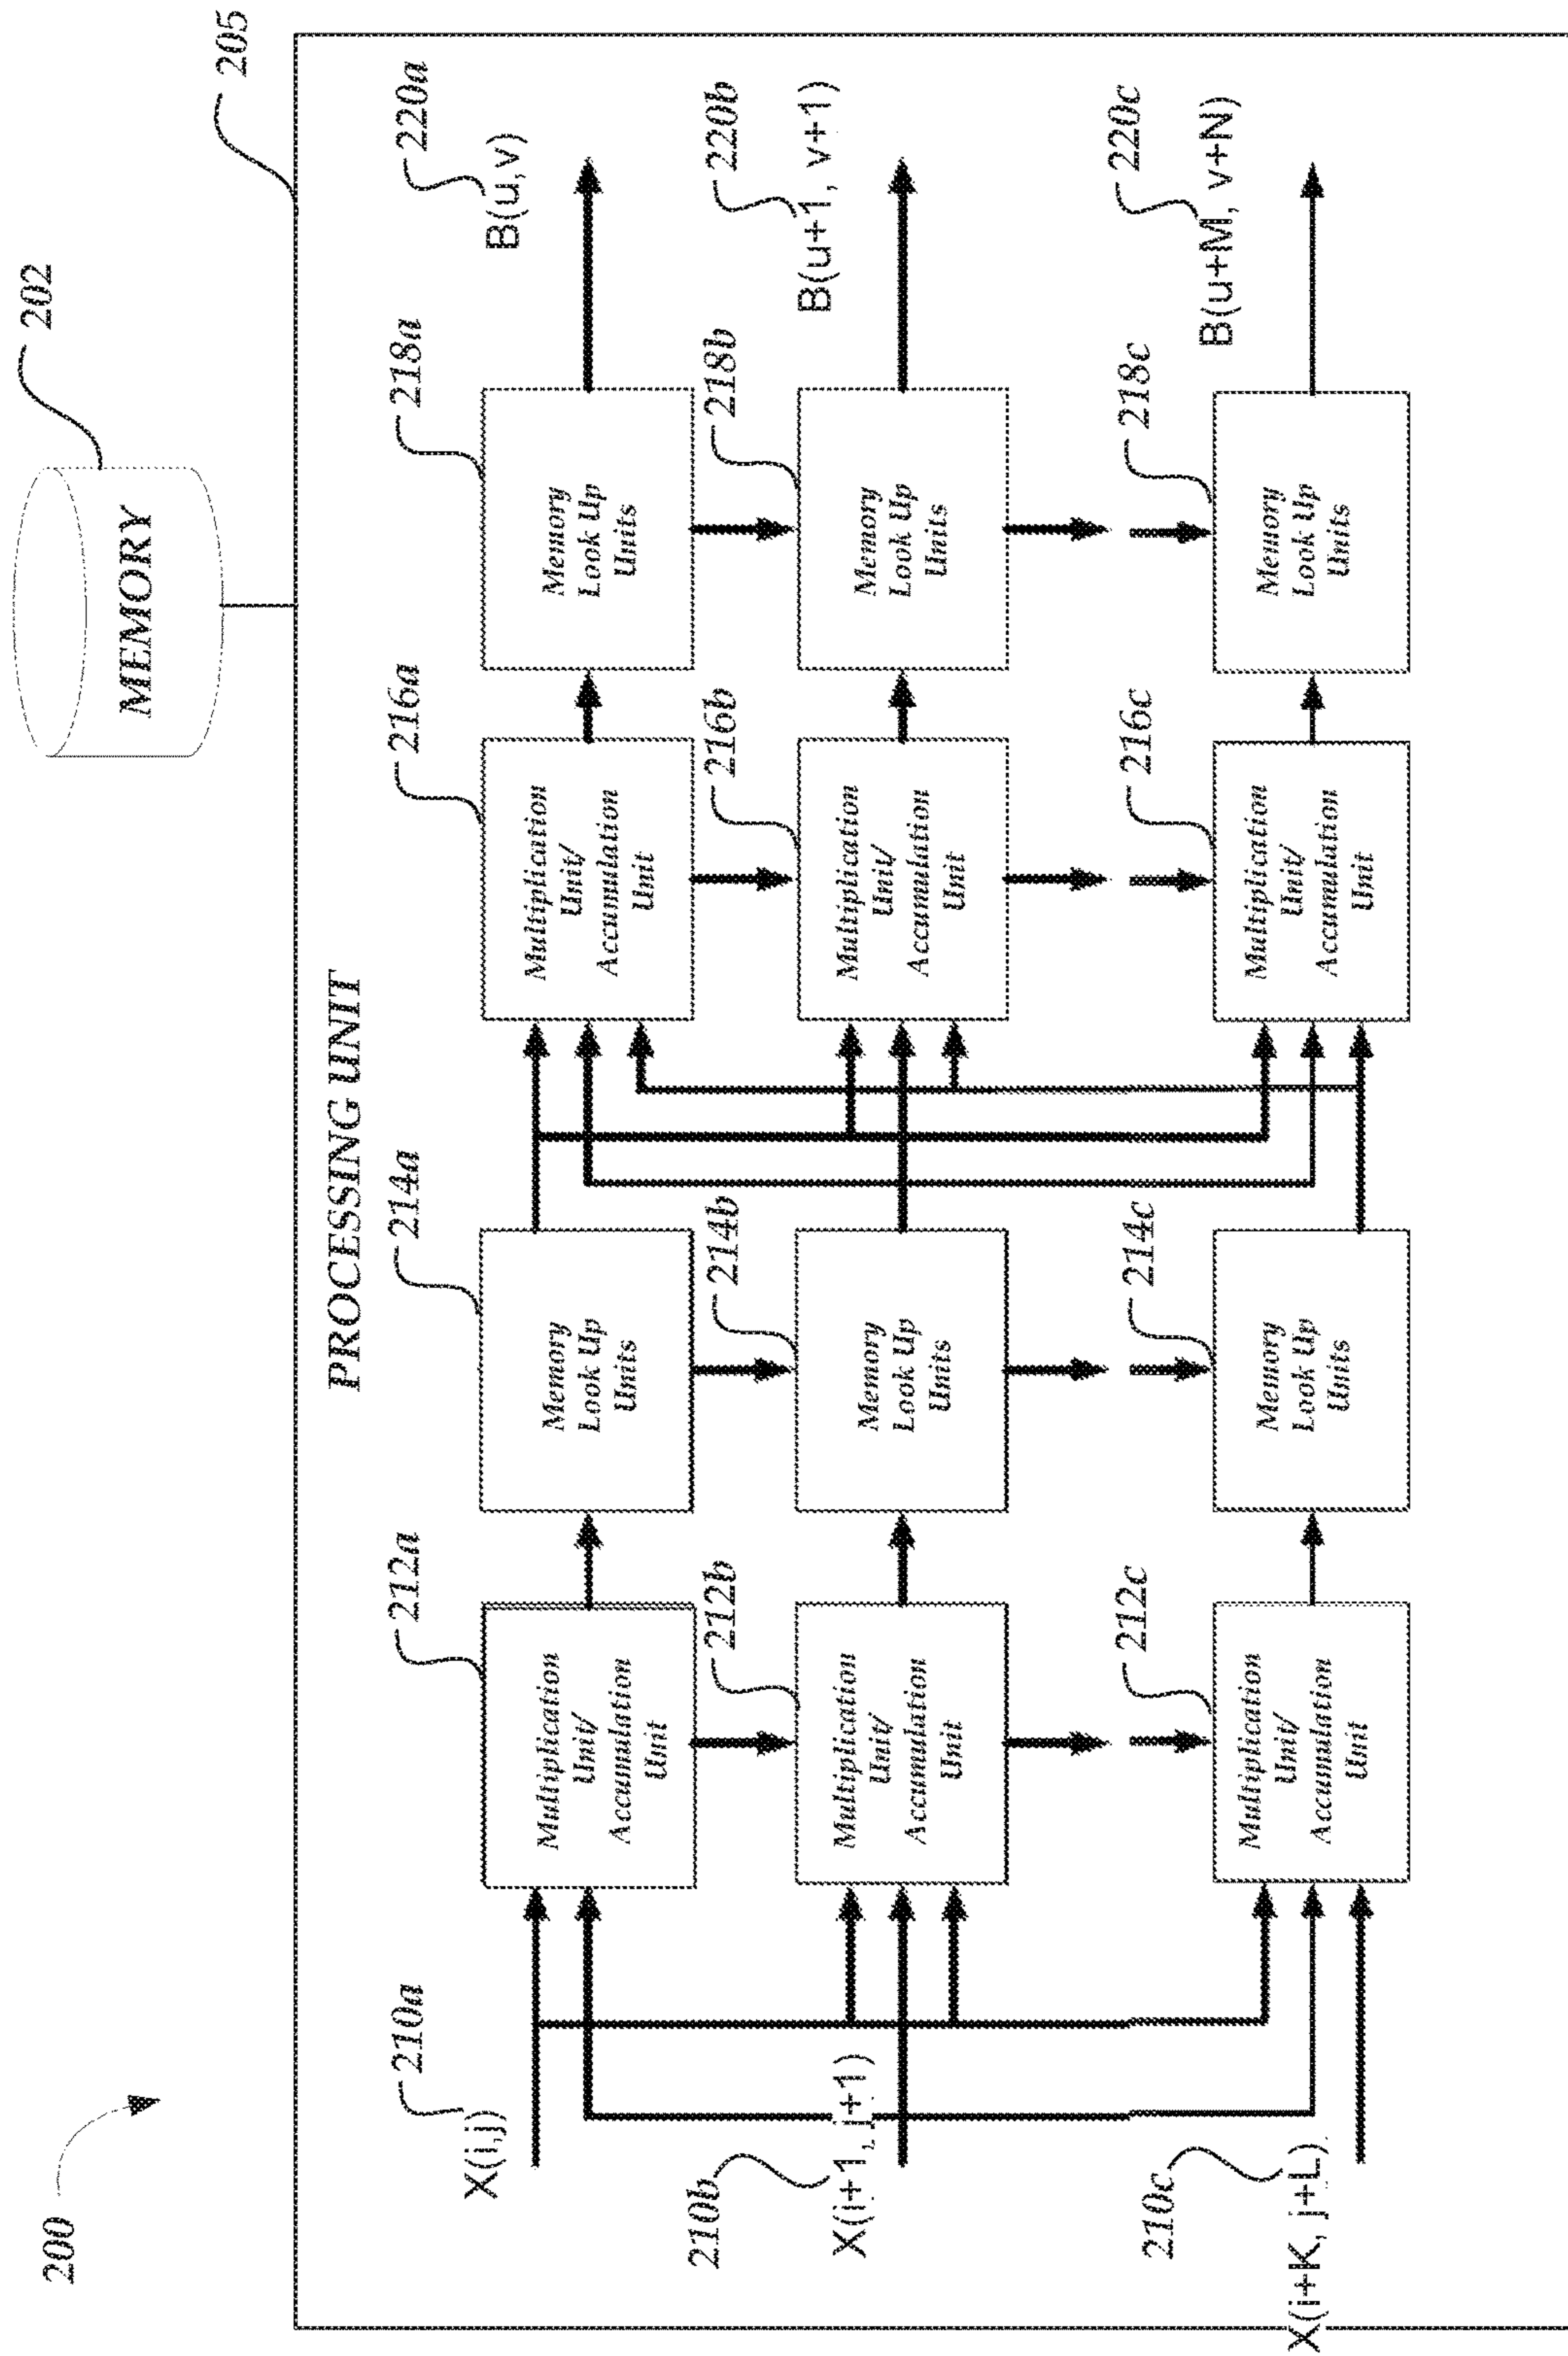 200
MEMORY
202
205
PROCESSING UNIT
210a
X(i,j)
212a
Multiplication
Unit/
Accumulation
Unit
214a
Memory
Look Up
Units
216a
Multiplication
Unit/
Accumulation
Unit
218a
Memory
Look Up
Units
220a
B(u,v)
210b
X(i+1, j+1)
212b
Multiplication
Unit/
Accumulation
Unit
214b
Memory
Look Up
Units
216b
Multiplication
Unit/
Accumulation
Unit
218b
Memory
Look Up
Units
220b
B(u+1, v+1)
210c
X(i+K, j+L)
212c
Multiplication
Unit/
Accumulation
Unit
214c
Memory
Look Up
Units
216c
Multiplication
Unit/
Accumulation
Unit
218c
Memory
Look Up
Units
220c
B(u+M, v+N)